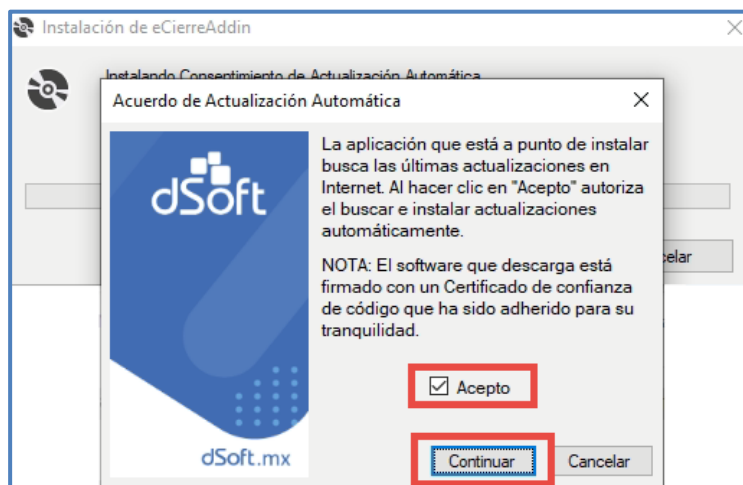 Instalación de eCierreAddin
Instalando Consentimiento de Actualización Automática
Acuerdo de Actualización Automática
dSoft
La aplicación que está a punto de instalar
busca las últimas actualizaciones en
Internet. Al hacer clic en "Acepto" autoriza
el buscar e instalar actualizaciones
automáticamente.
NOTA: El software que descarga está
firmado con un Certificado de confianza
de código que ha sido adherido para su
tranquilidad.
Acepto
dSoft.mx
Continuar
Cancelar
elar